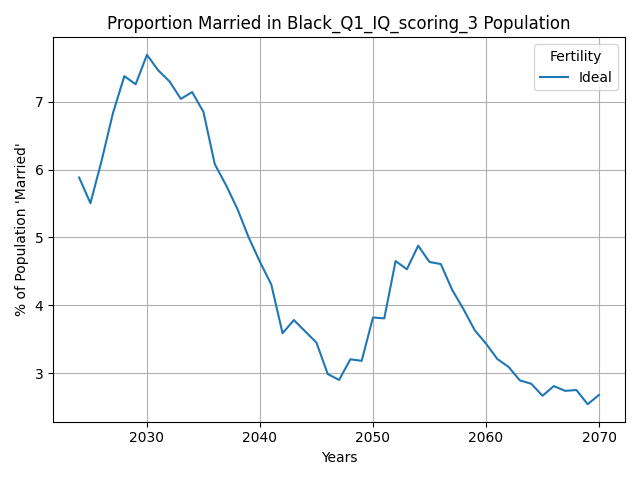 Proportion Married in Black_Q1_IQ_scoring_3 Population
Fertility
Ideal
% of Population 'Married'
7
6
5
4
3
2030 2040 2050 2060 2070
Years